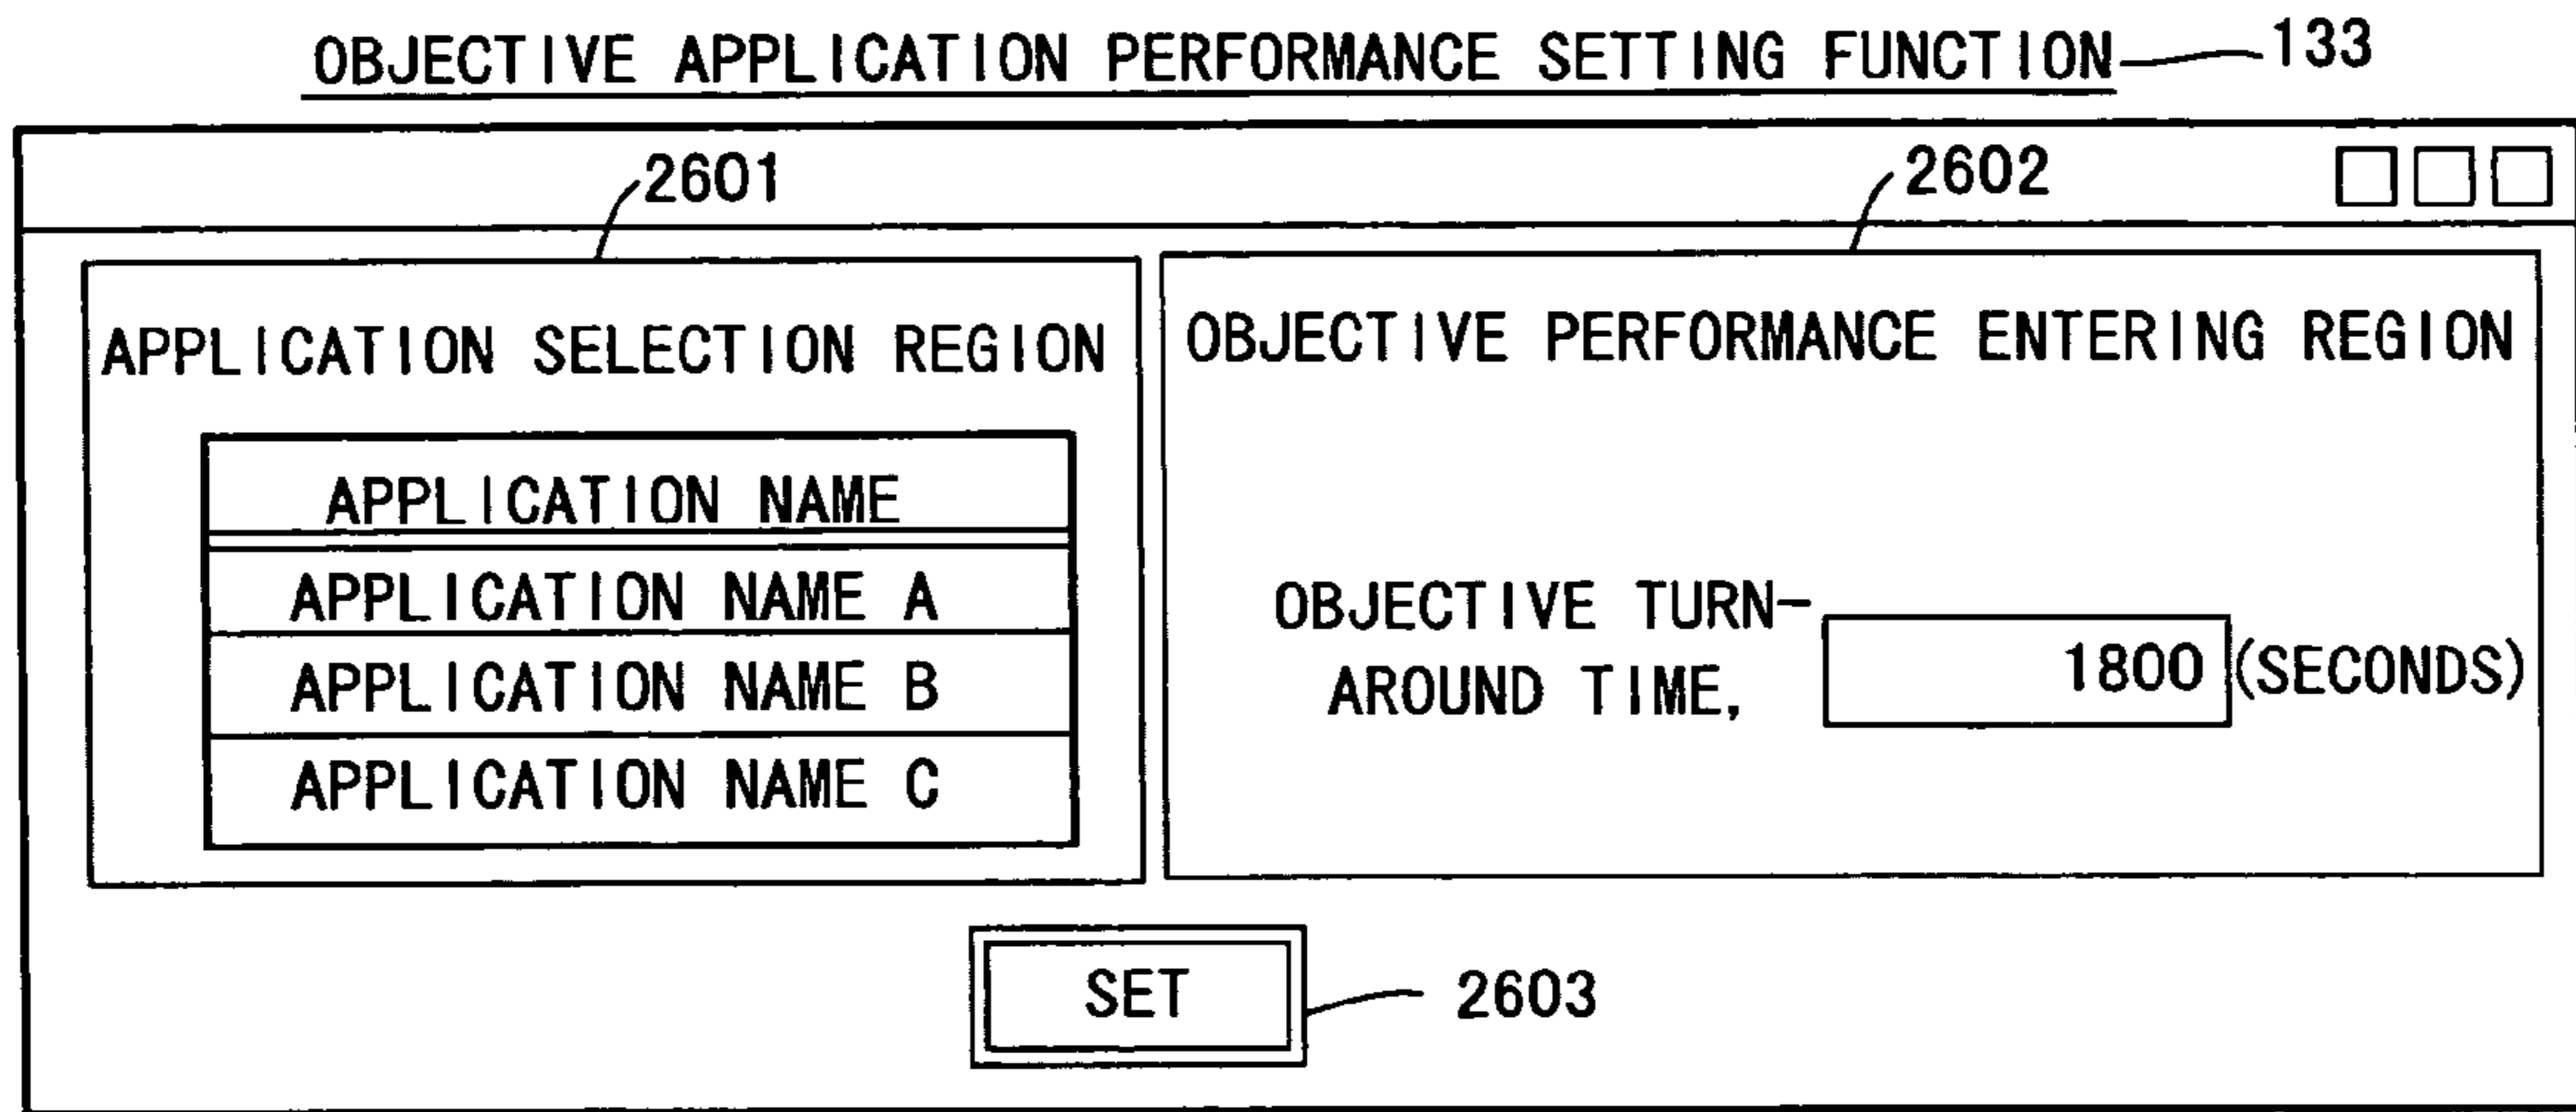 OBJECTIVE APPLICATION PERFORMANCE SETTING FUNCTION 133
2601
2602
APPLICATION SELECTION REGION
APPLICATION NAME
APPLICATION NAME A
APPLICATION NAME B
APPLICATION NAME C
OBJECTIVE PERFORMANCE ENTERING REGION
OBJECTIVE TURN-
AROUND TIME,
1800 (SECONDS)
SET
2603